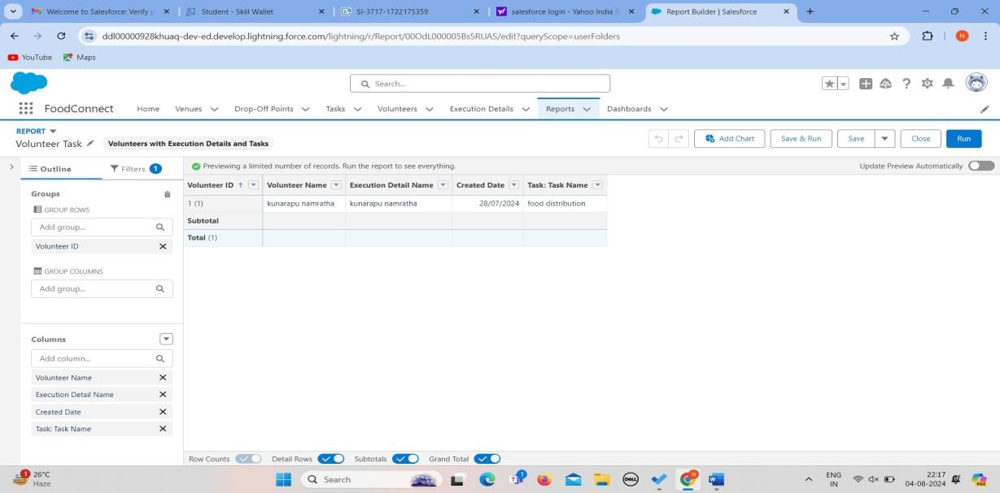 Welcome to Salesforce: Verify y
Student - Skill Wallet
SI-3717-1722175359
salesforce login - Yahoo India S
Report Builder | Salesforce
ddl00000928khuaq-dev-ed.develop.lightning.force.com/lightning/r/Report/00OdL000005Bs5RUAS/edit?queryScope=userFolders
N
YouTube
Maps
Search...
FoodConnect
Home
Venues
Drop-Off Points
Tasks
Volunteers
Execution Details
Reports
Dashboards
REPORT
Volunteer Task
Volunteers with Execution Details and Tasks
Add Chart
Save & Run
Save
Close
Run
Outline
Filters 1
Previewing a limited number of records. Run the report to see everything.
Update Preview Automatically
Groups
GROUP ROWS
Add group...
Volunteer ID
GROUP COLUMNS
Add group...
Columns
Add column...
Volunteer Name
Execution Detail Name
Created Date
Task: Task Name
Volunteer ID Volunteer Name Execution Detail Name Created Date Task: Task Name
1 (1) kunarapu namratha kunarapu namratha 28/07/2024 food distribution
Subtotal
Total (1)
Row Counts Detail Rows Subtotals Grand Total
1
26°C
Haze
Search
1
N
DELL
W
ENG
IN
22:17
04-08-2024
PRE